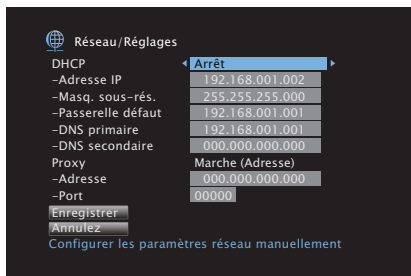 Réseau/Réglages
DHCP Arrêt
–Adresse IP 192.168.001.002
–Masq. sous-rés. 255.255.255.000
–Passerelle défaut 192.168.001.001
–DNS primaire 192.168.001.001
–DNS secondaire 000.000.000.000
Proxy Marche (Adresse)
–Adresse 000.000.000.000
–Port 00000
Enregistrer
Annulez
Configurer les paramètres réseau manuellement